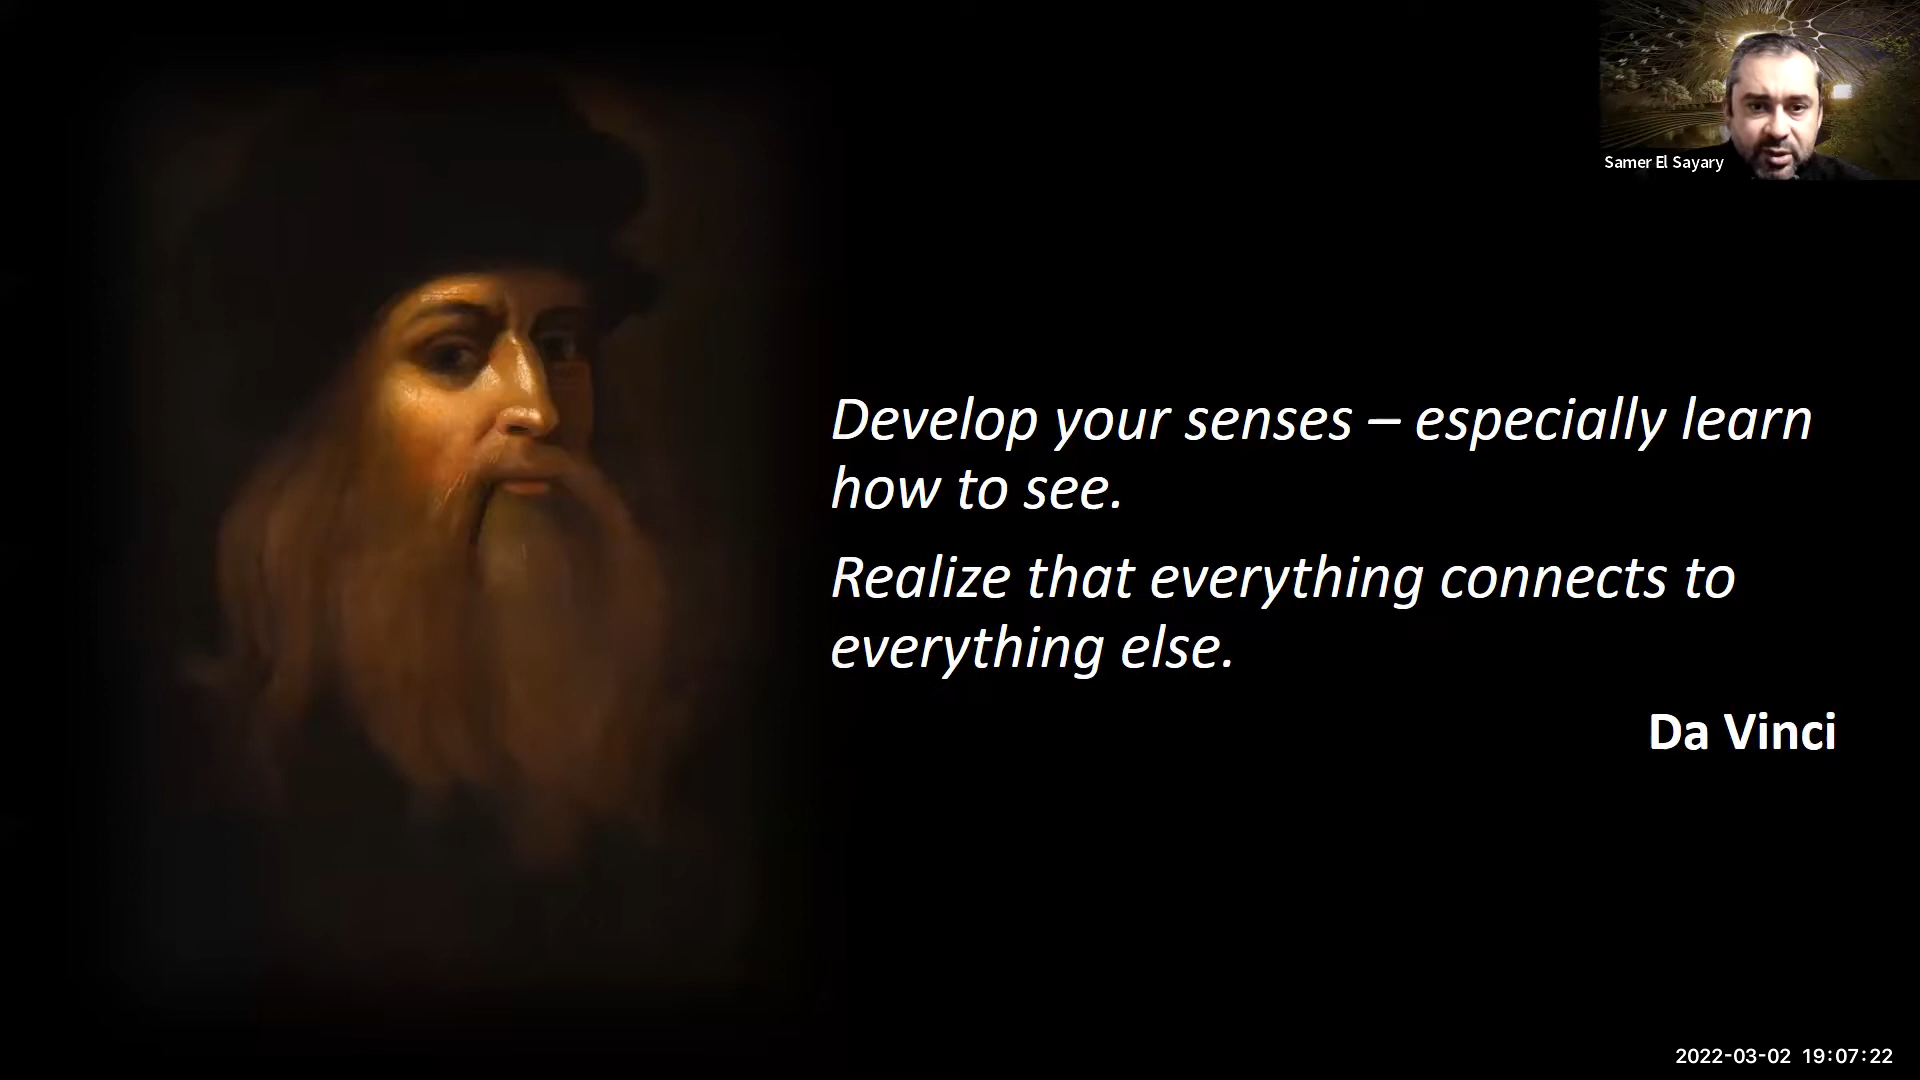 Samer El Sayary
Develop your senses – especially learn
how to see.
Realize that everything connects to
everything else.
Da Vinci
2022-03-02 19:07:22